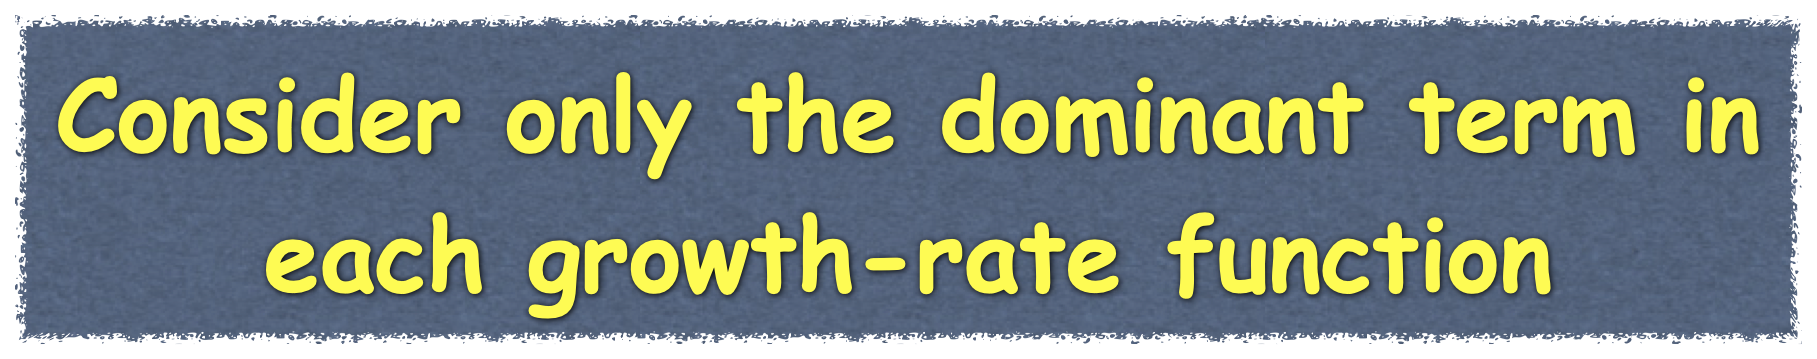 Consider only the dominant term in
each growth-rate function